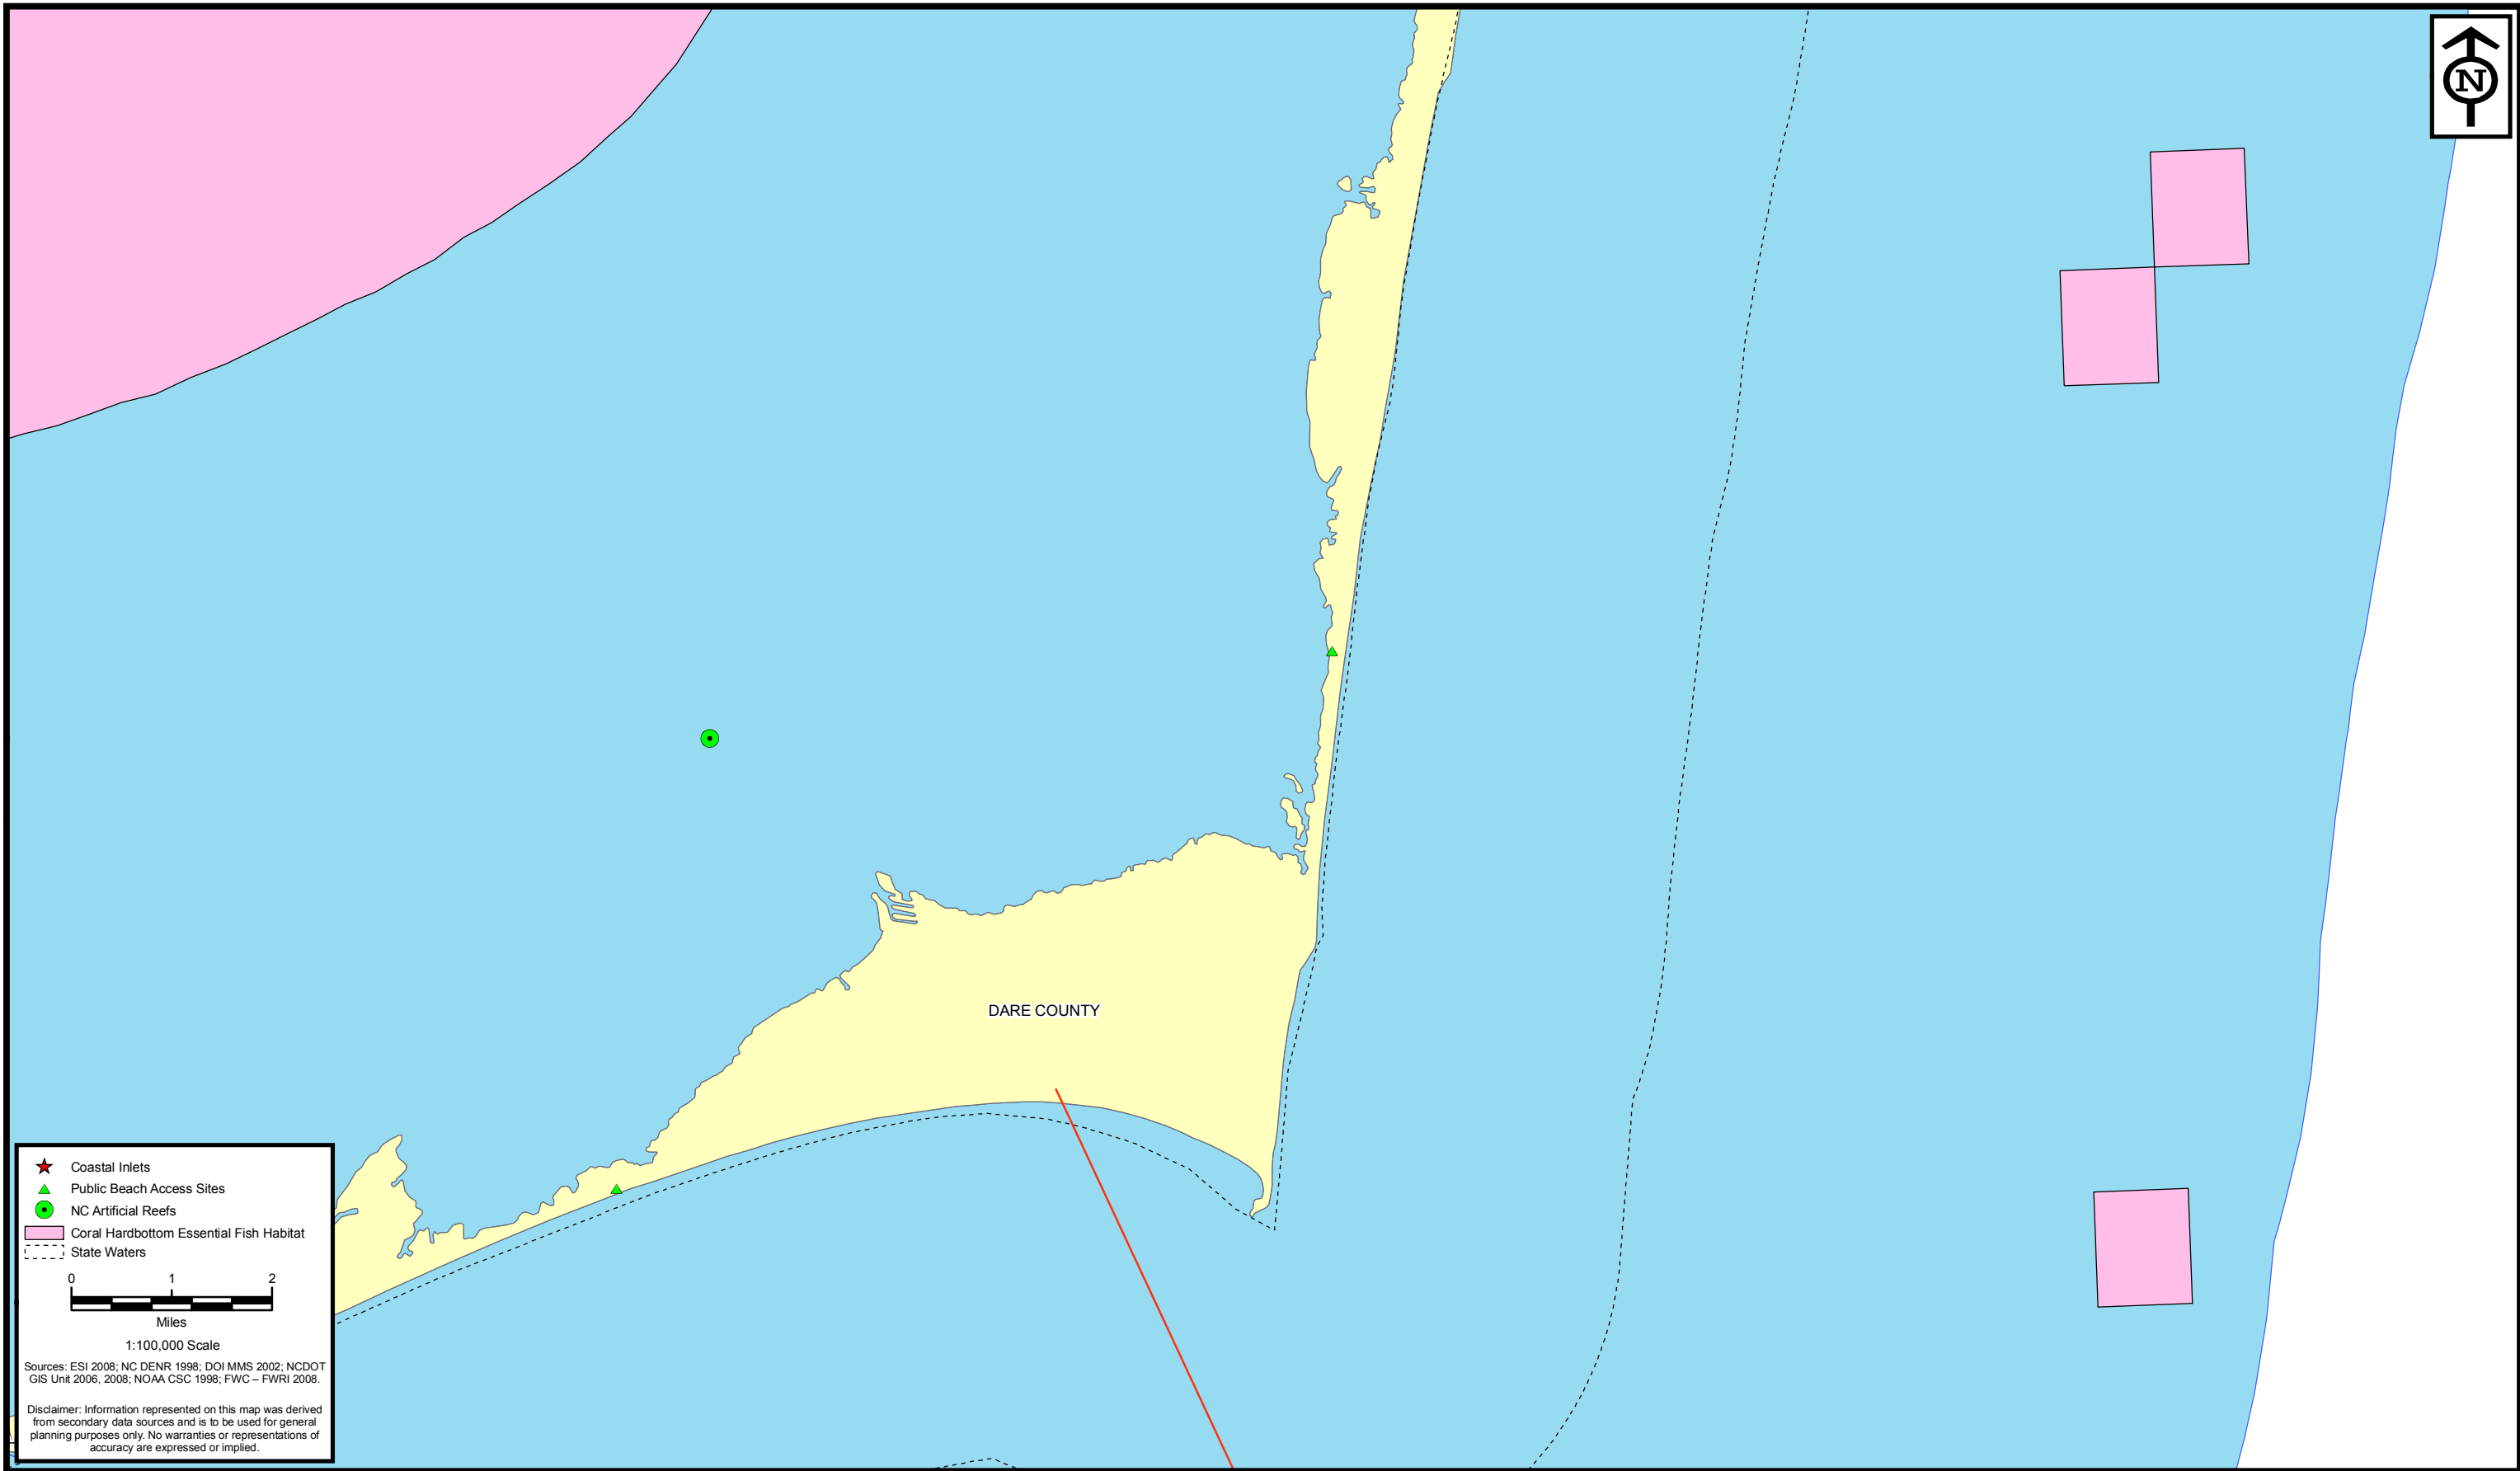 N
DARE COUNTY
Coastal Inlets
Public Beach Access Sites
NC Artificial Reefs
Coral Hardbottom Essential Fish Habitat
State Waters
0 1 2
Miles
1:100,000 Scale
Sources: ESI 2008; NC DENR 1998; DOI MMS 2002; NCDOT
GIS Unit 2006, 2008; NOAA CSC 1998; FWC – FWRI 2008.
Disclaimer: Information represented on this map was derived
from secondary data sources and is to be used for general
planning purposes only. No warranties or representations of
accuracy are expressed or implied.